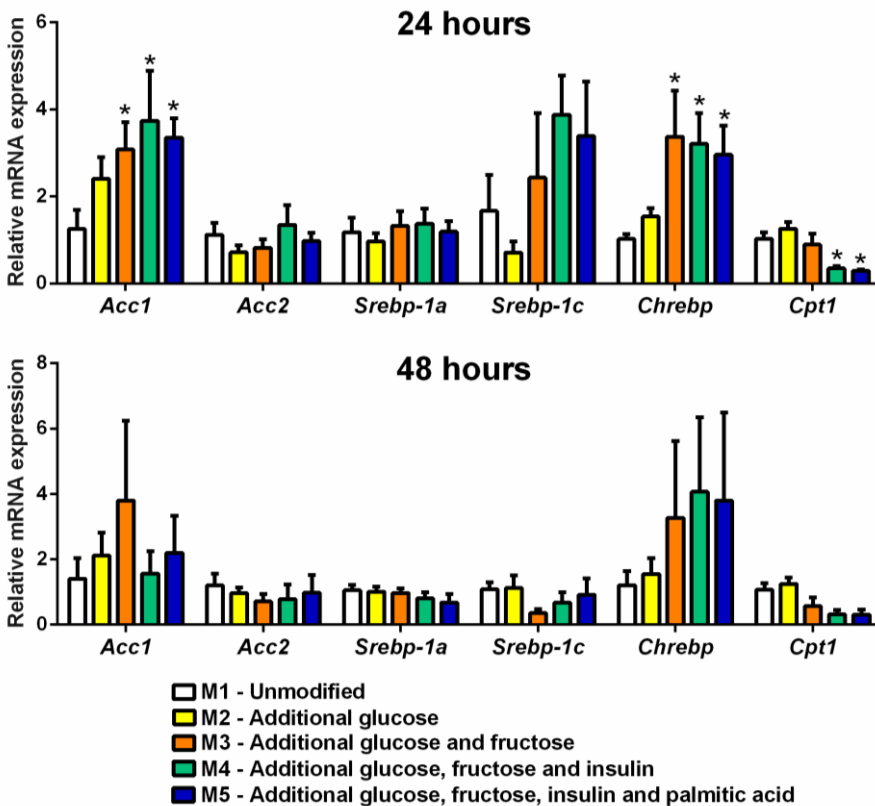 24 hours
Relative mRNA expression
6
4
2
0
* * *
* * *
* *
Acc1 Acc2 Srebp-1a Srebp-1c Chrebp Cpt1
48 hours
Relative mRNA expression
8
6
4
2
0
Acc1 Acc2 Srebp-1a Srebp-1c Chrebp Cpt1
M1 - Unmodified
M2 - Additional glucose
M3 - Additional glucose and fructose
M4 - Additional glucose, fructose and insulin
M5 - Additional glucose, fructose, insulin and palmitic acid